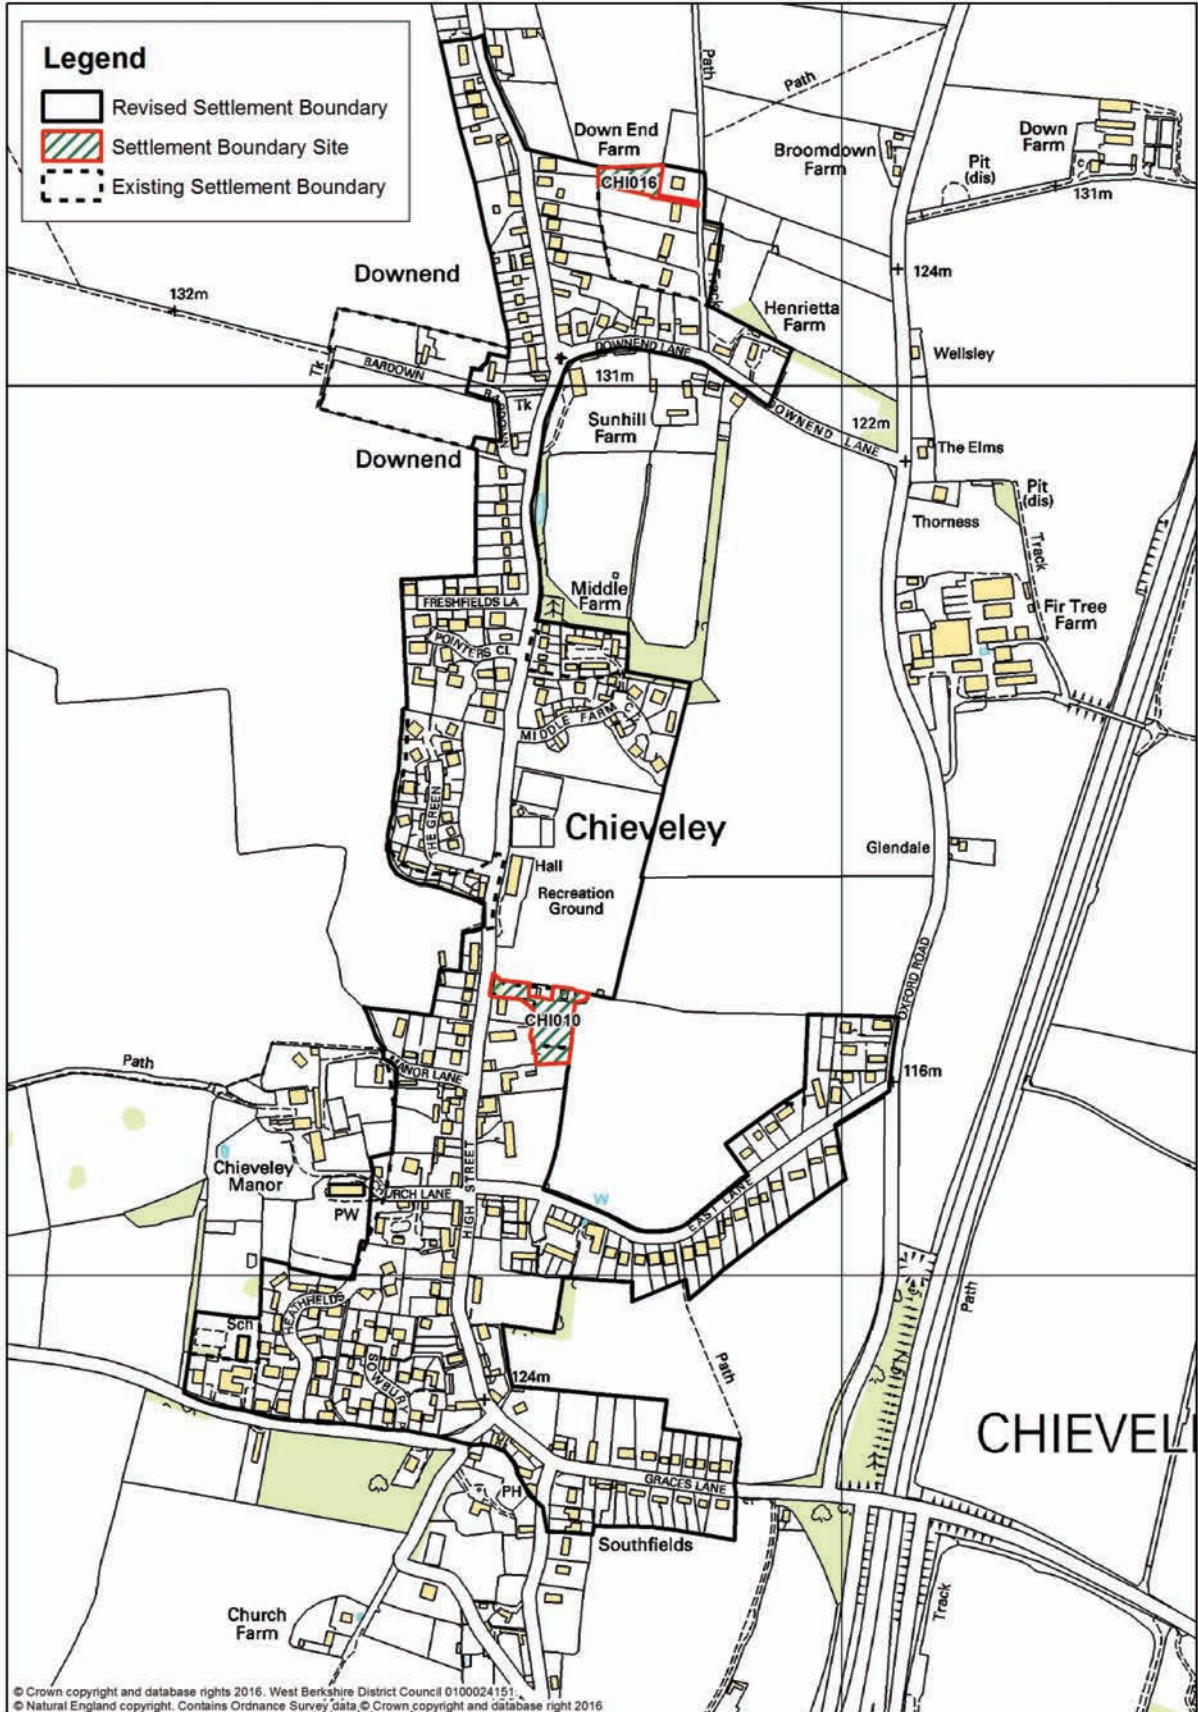 Legend
Revised Settlement Boundary
Settlement Boundary Site
Existing Settlement Boundary
Path
Path
Down End
Farm
Broomdown
Farm
Down
Farm
Pit
(dis)
131m
CHI016
124m
Downend
132m
Track
Henrietta
Farm
Wellsley
DOWNEND LANE
Tk
BARDOWN
BARDOWN
Tk
131m
Sunhill
Farm
DOWNEND LANE
122m
The Elms
Downend
Pit
(dis)
Thorness
Track
Middle
Farm
FRESHFIELDS LA
Fir Tree
Farm
POINTERS CL
MIDDLE FARM CL
THE GREEN
Chieveley
Glendale
Hall
Recreation
Ground
OXFORD ROAD
CHI010
Path
MANOR LANE
116m
HIGH STREET
Chieveley
Manor
CHURCH LANE
PW
W
EAST LANE
Path
HEATHFIELDS
Sch
SOWBURY
124m
Path
CHIEVEL
GRACES LANE
PH
Southfields
Church
Farm
Track
© Crown copyright and database rights 2016. West Berkshire District Council 0100024151.
© Natural England copyright. Contains Ordnance Survey data © Crown copyright and database right 2016